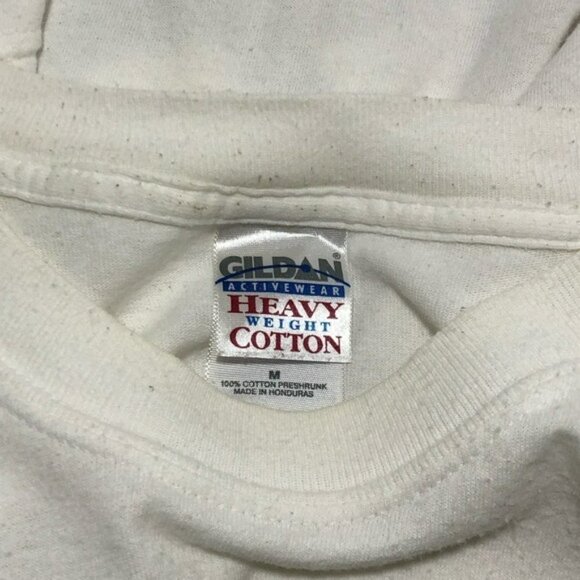 GILDAN®
ACTIVEWEAR
HEAVY
WEIGHT
COTTON
M
100% COTTON PRESHRUNK
MADE IN HONDURAS